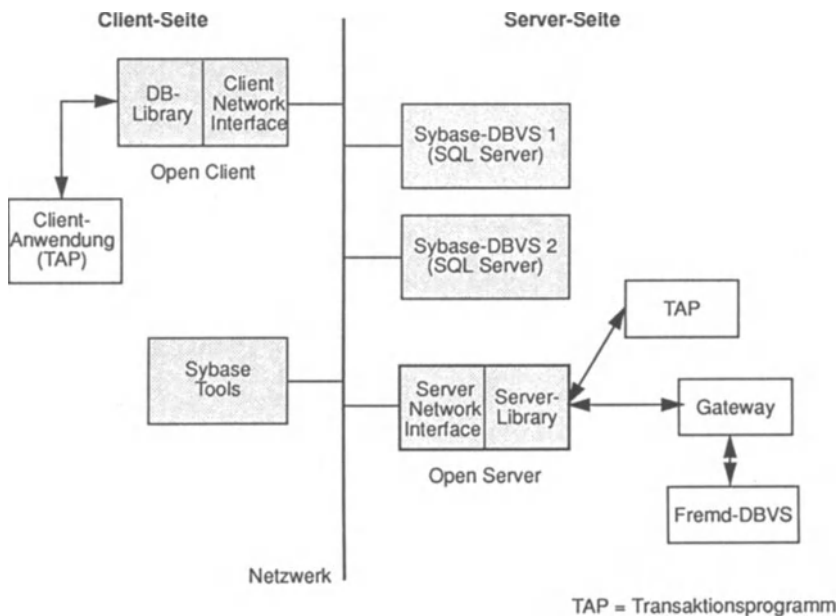 Client-Seite
Server-Seite
DB-
Library
Client
Network
Interface
Open Client
Client-
Anwendung
(TAP)
Sybase-DBVS 1
(SQL Server)
Sybase-DBVS 2
(SQL Server)
TAP
Sybase
Tools
Server
Network
Interface
Server-
Library
Gateway
Open Server
Fremd-DBVS
Netzwerk
TAP = Transaktionsprogramm